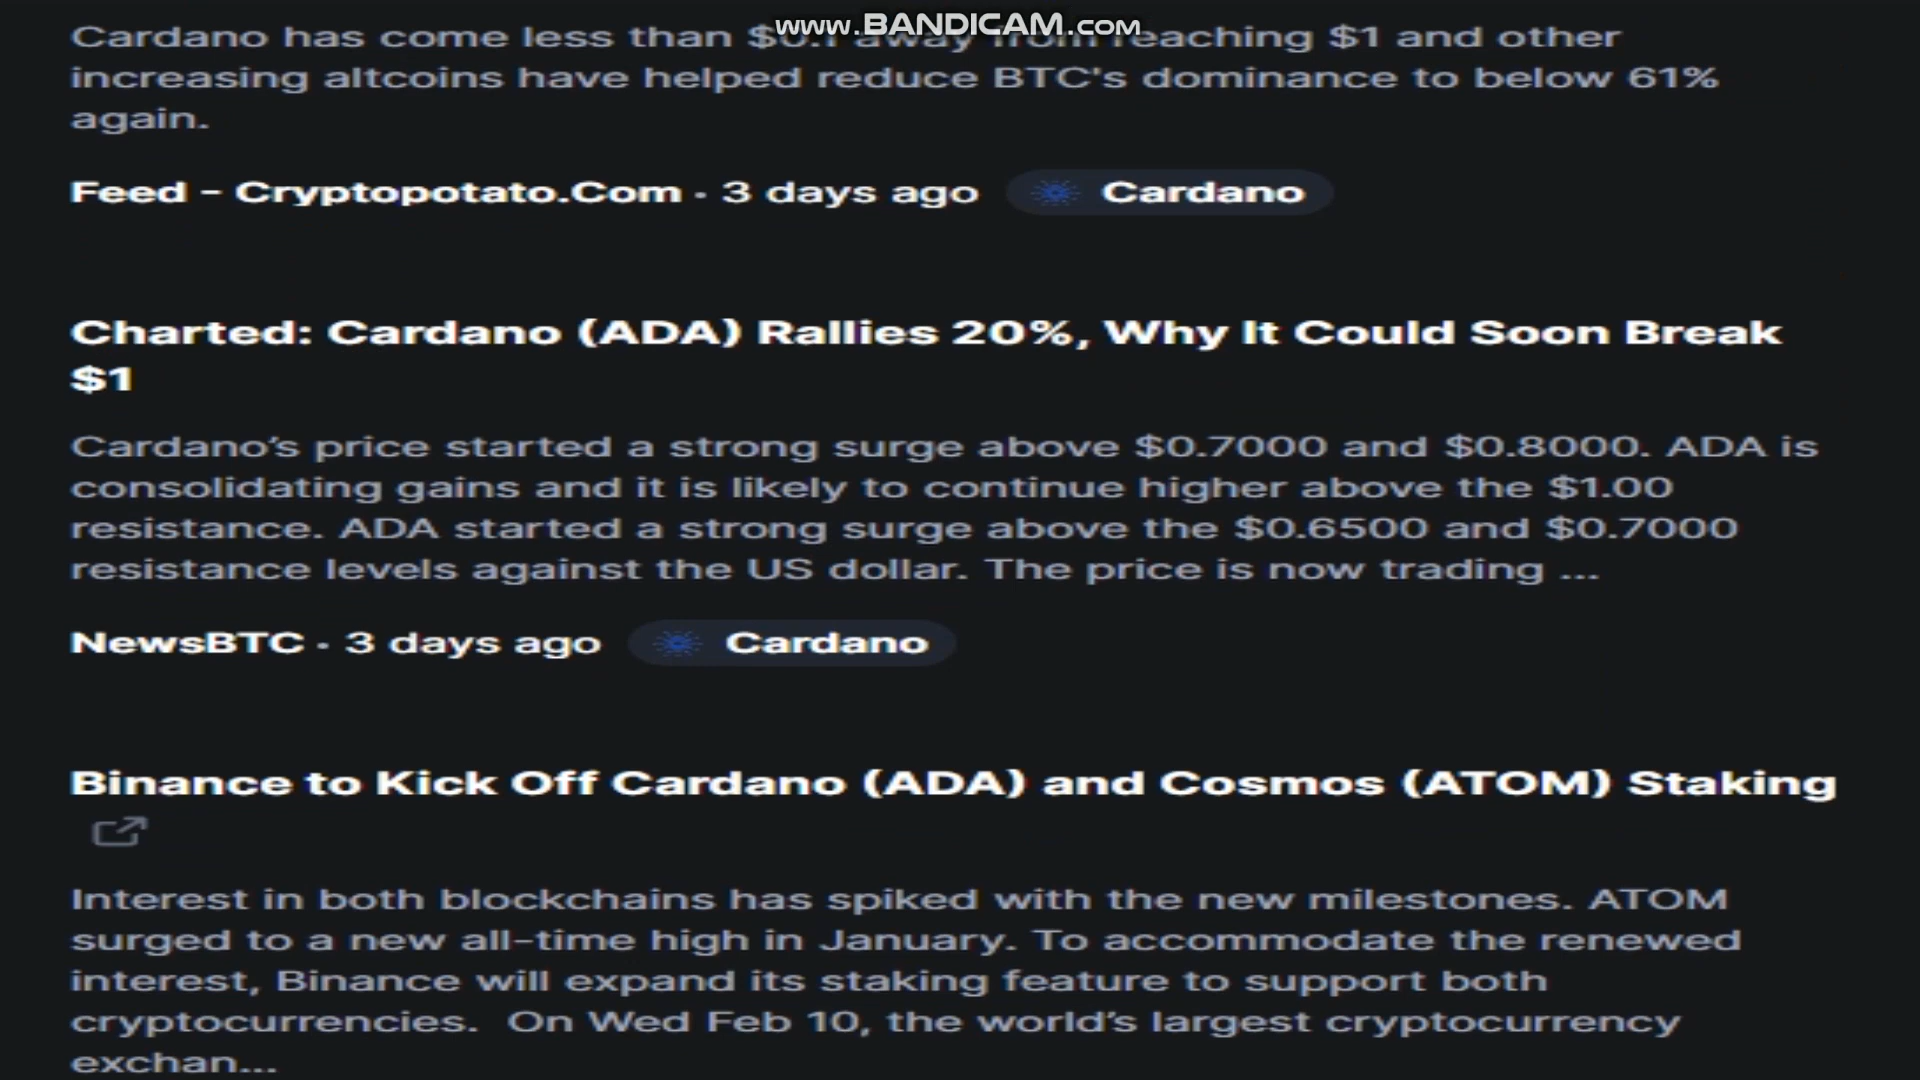 www.BANDICAM.com
Cardano has come less than $0.1 away from reaching $1 and other
increasing altcoins have helped reduce BTC's dominance to below 61%
again.
Feed - Cryptopotato.Com · 3 days ago Cardano
Charted: Cardano (ADA) Rallies 20%, Why It Could Soon Break
$1
Cardano’s price started a strong surge above $0.7000 and $0.8000. ADA is
consolidating gains and it is likely to continue higher above the $1.00
resistance. ADA started a strong surge above the $0.6500 and $0.7000
resistance levels against the US dollar. The price is now trading ...
NewsBTC · 3 days ago Cardano
Binance to Kick Off Cardano (ADA) and Cosmos (ATOM) Staking
Interest in both blockchains has spiked with the new milestones. ATOM
surged to a new all-time high in January. To accommodate the renewed
interest, Binance will expand its staking feature to support both
cryptocurrencies.  On Wed Feb 10, the world’s largest cryptocurrency
exchan...